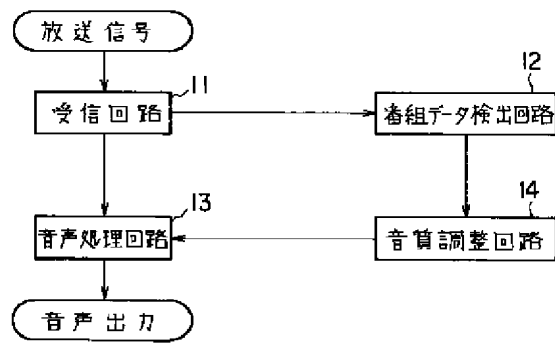 放送信号
11
受信回路
12
番組データ検出回路
13
音声処理回路
14
音質調整回路
音声出力